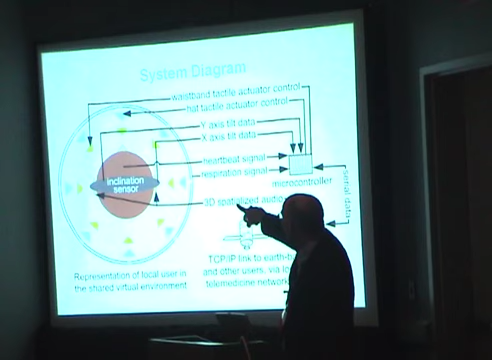 System Diagram
waistband tactile actuator control
hat tactile actuator control
Y axis tilt data
X axis tilt data
heartbeat signal
respiration signal
inclination
sensor
microcontroller
serial data
3D spatialized audio
TCP/IP link to earth-
and other users, via
telemedicine network
Representation of local user in
the shared virtual environment